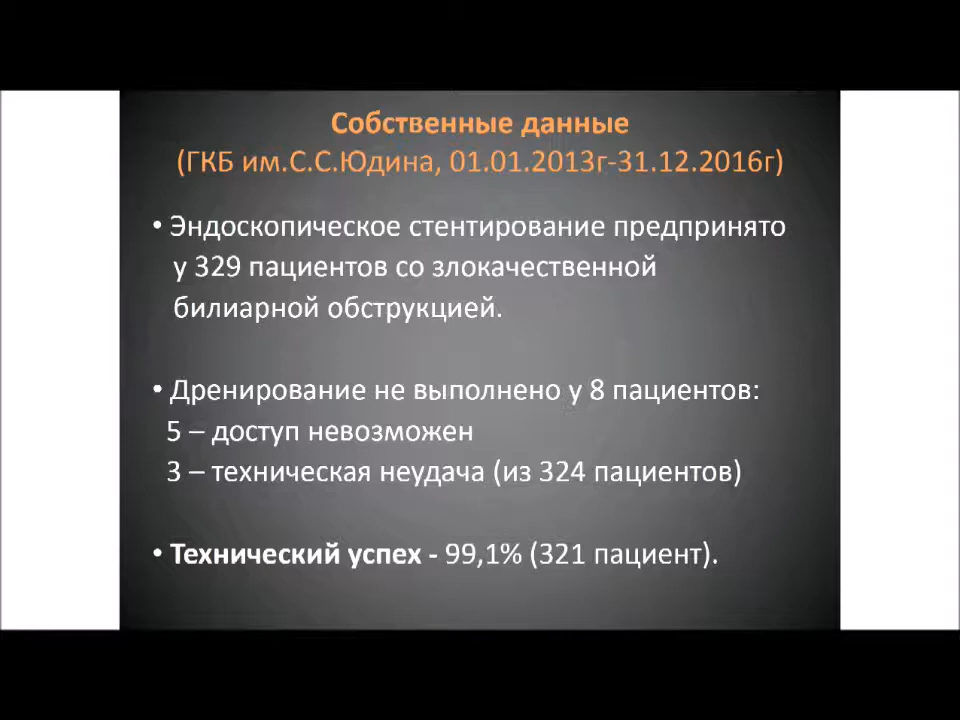 Собственные данные
(ГКБ им.С.С.Юдина, 01.01.2013г-31.12.2016г)
• Эндоскопическое стентирование предпринято
у 329 пациентов со злокачественной
билиарной обструкцией.
• Дренирование не выполнено у 8 пациентов:
5 – доступ невозможен
3 – техническая неудача (из 324 пациентов)
• Технический успех - 99,1% (321 пациент).